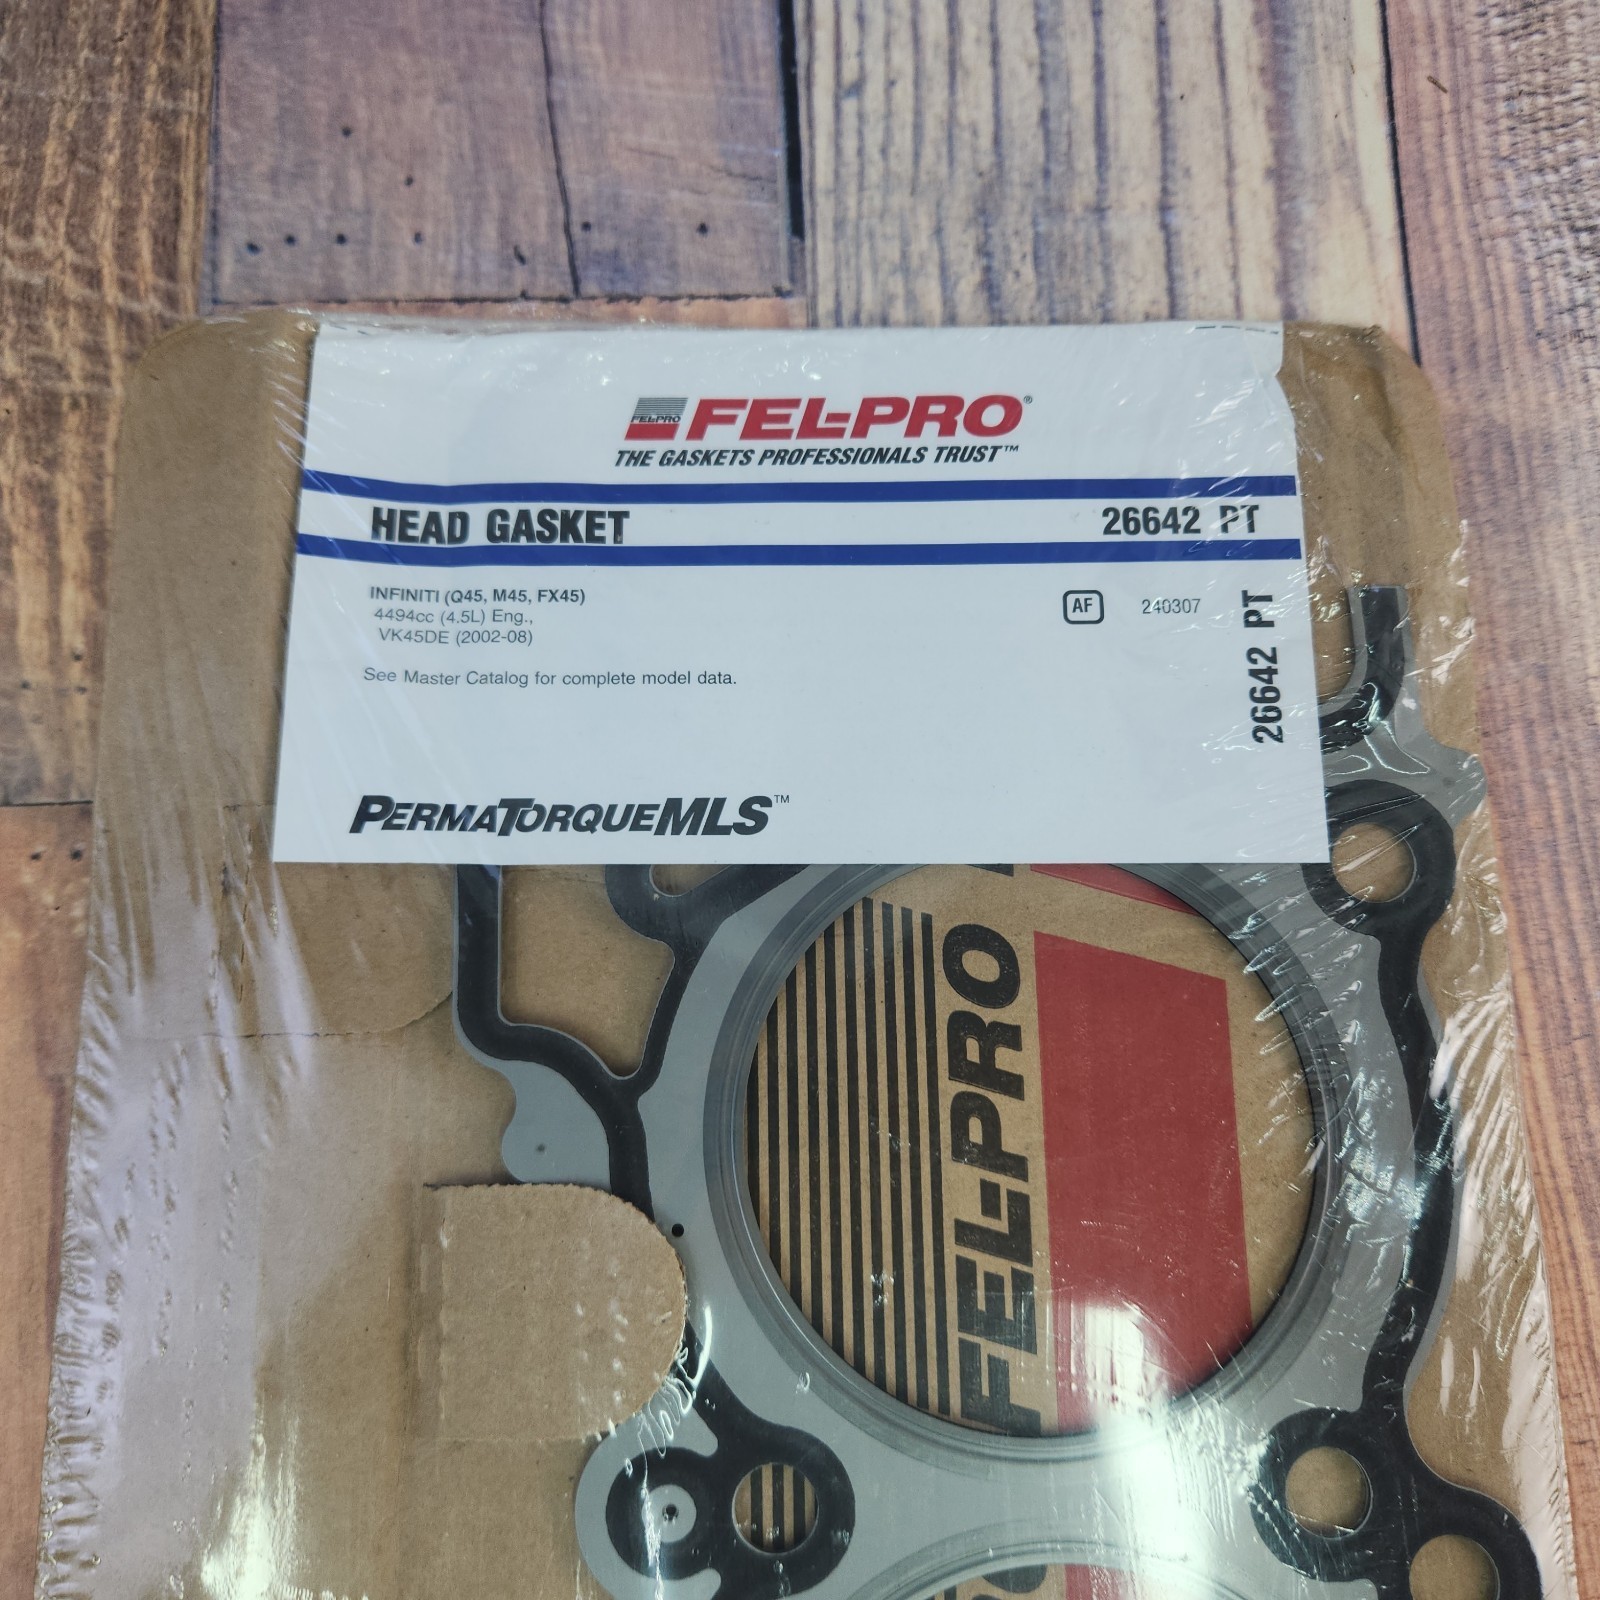 FEL-PRO
FEL-PRO®
THE GASKETS PROFESSIONALS TRUST™
HEAD GASKET
26642 PT
INFINITI (Q45, M45, FX45)
4494cc (4.5L) Eng.,
VK45DE (2002-08)
AF
240307
See Master Catalog for complete model data.
26642 PT
PERMATORQUEMLS™
FEL-PRO